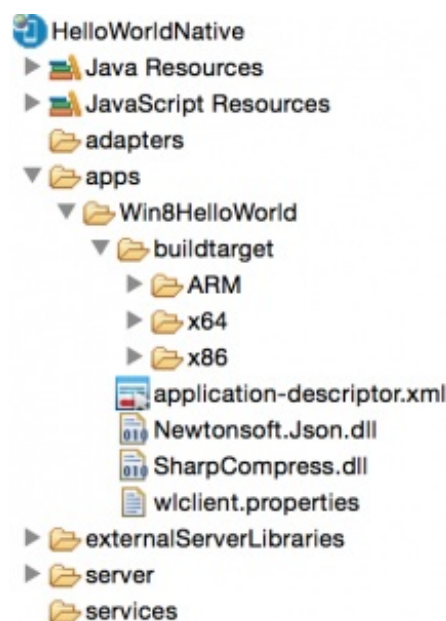 HelloWorldNative
Java Resources
JavaScript Resources
adapters
apps
Win8HelloWorld
buildtarget
ARM
x64
x86
application-descriptor.xml
Newtonsoft.Json.dll
SharpCompress.dll
wlclient.properties
externalServerLibraries
server
services